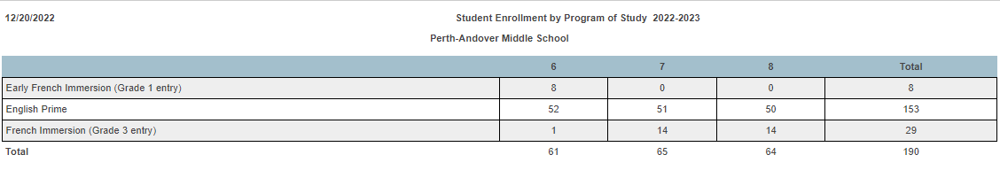 12/20/2022 Student Enrollment by Program of Study 2022-2023
Perth-Andover Middle School
6 7 8 Total
Early French Immersion (Grade 1 entry) 8 0 0 8
English Prime 52 51 50 153
French Immersion (Grade 3 entry) 1 14 14 29
Total 61 65 64 190